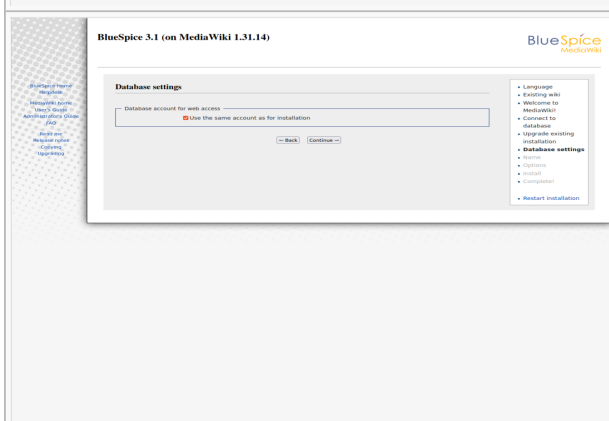 BlueSpice 3.1 (on MediaWiki 1.31.14)
BlueSpice
MediaWiki
BlueSpice Home
Helpdesk
MediaWiki home
User's Guide
Administrator's Guide
FAQ
Read me
Release notes
Copying
Upgrading
Database settings
Database account for web access
Use the same account as for installation
← Back
Continue →
Language
Existing wiki
Welcome to
MediaWiki!
Connect to
database
Upgrade existing
installation
Database settings
Name
Options
Install
Complete!
Restart installation